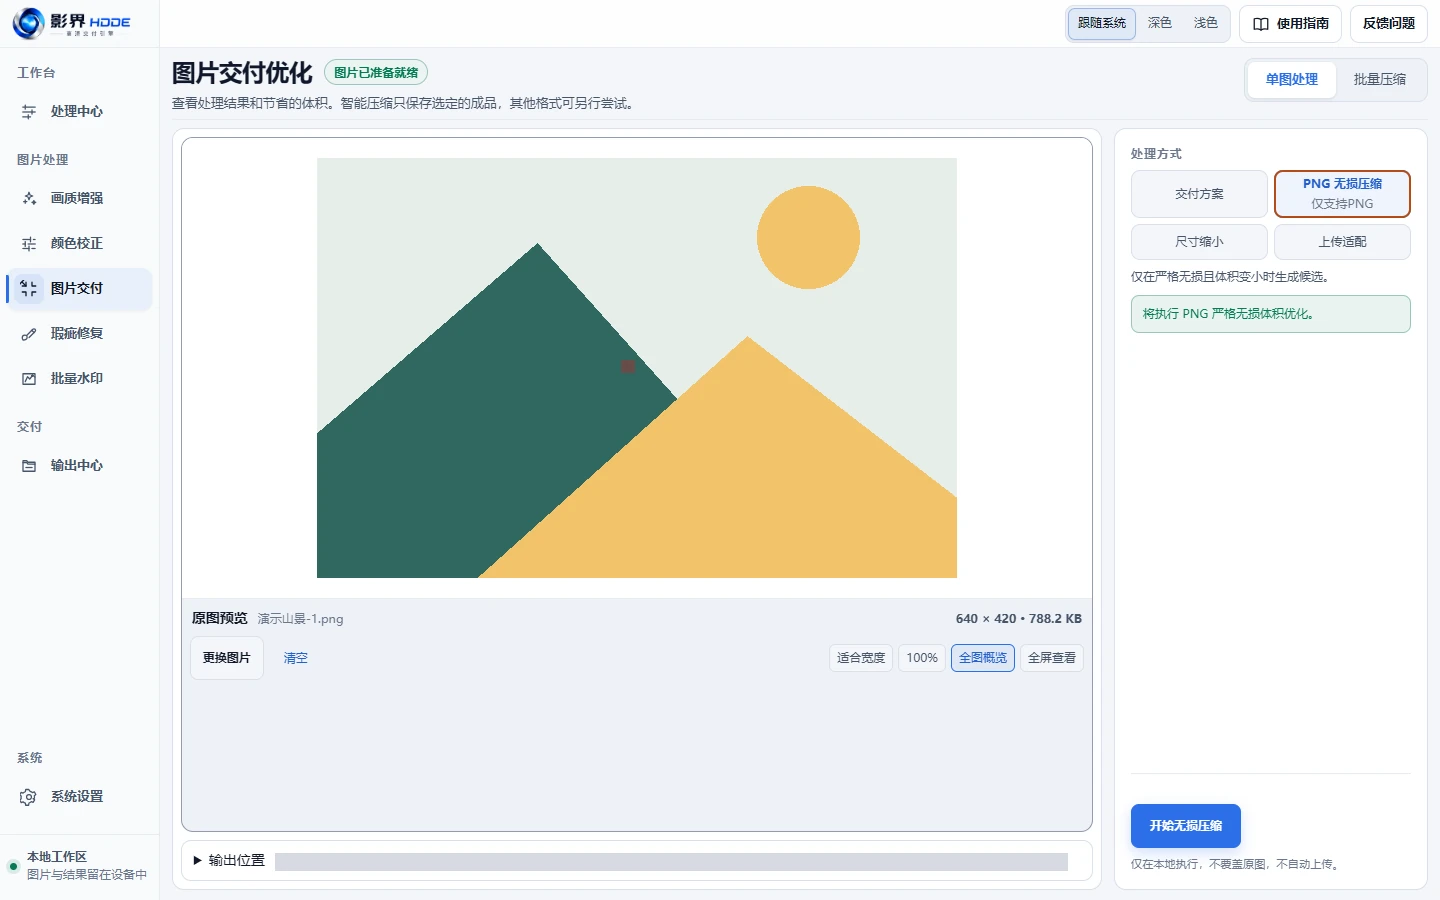 影界 HDDE
高清交付引擎
跟随系统 深色 浅色
使用指南
反馈问题
工作台
处理中心
图片处理
画质增强
颜色校正
图片交付
瑕疵修复
批量水印
交付
输出中心
系统
系统设置
本地工作区
图片与结果留在设备中
图片交付优化 图片已准备就绪
查看处理结果和节省的体积。智能压缩只保存选定的成品，其他格式可另行尝试。
单图处理 批量压缩
原图预览 演示山景-1.png
640 × 420 • 788.2 KB
更换图片 清空
适合宽度 100% 全图概览 全屏查看
输出位置
处理方式
交付方案
PNG 无损压缩
仅支持PNG
尺寸缩小
上传适配
仅在严格无损且体积变小时生成候选。
将执行 PNG 严格无损体积优化。
开始无损压缩
仅在本地执行，不覆盖原图，不自动上传。